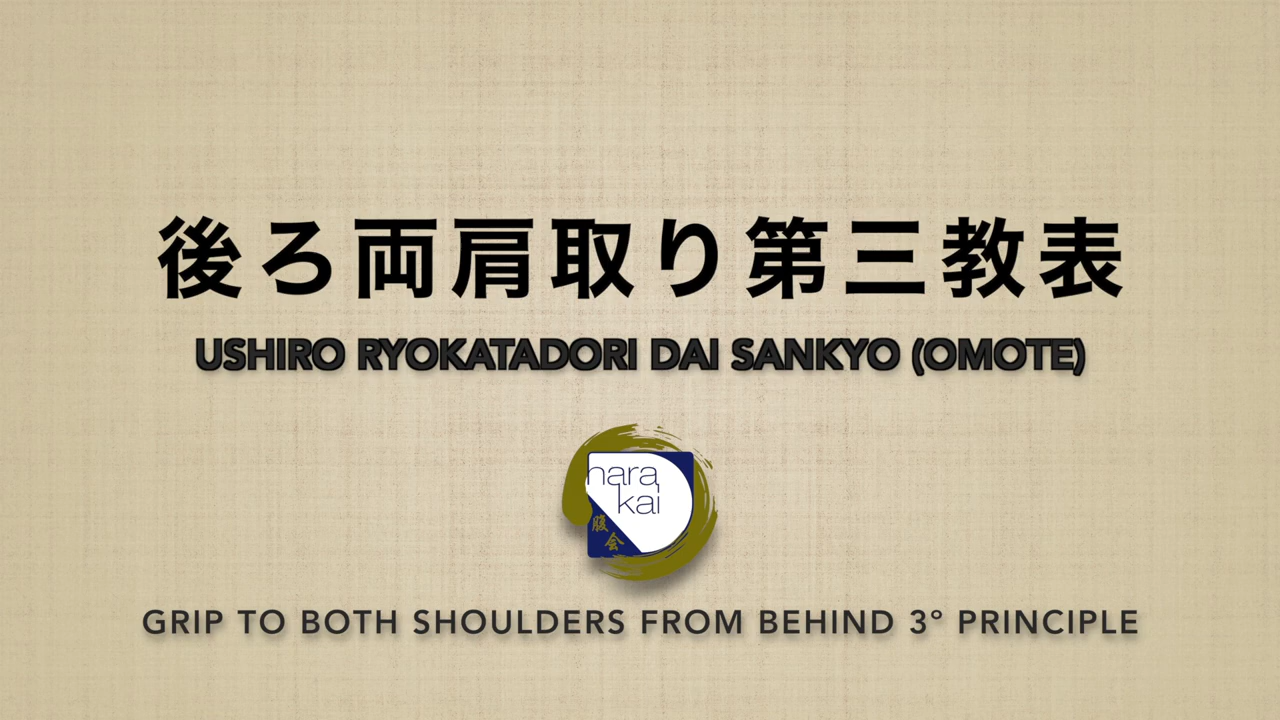 後ろ両肩取り第三教表
USHIRO RYOKATADORI DAI SANKYO (OMOTE)
hara
kai
腹
会
GRIP TO BOTH SHOULDERS FROM BEHIND 3° PRINCIPLE